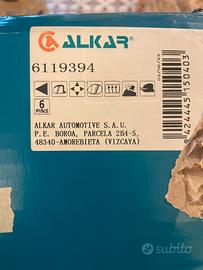 ALKAR®
6119394
6
PINS
ALKAR AUTOMOTIVE S.A.U.
P.E. BOROA, PARCELA 2B4-5,
48340-AMOREBIETA (VIZCAYA)
8424445150403
subito